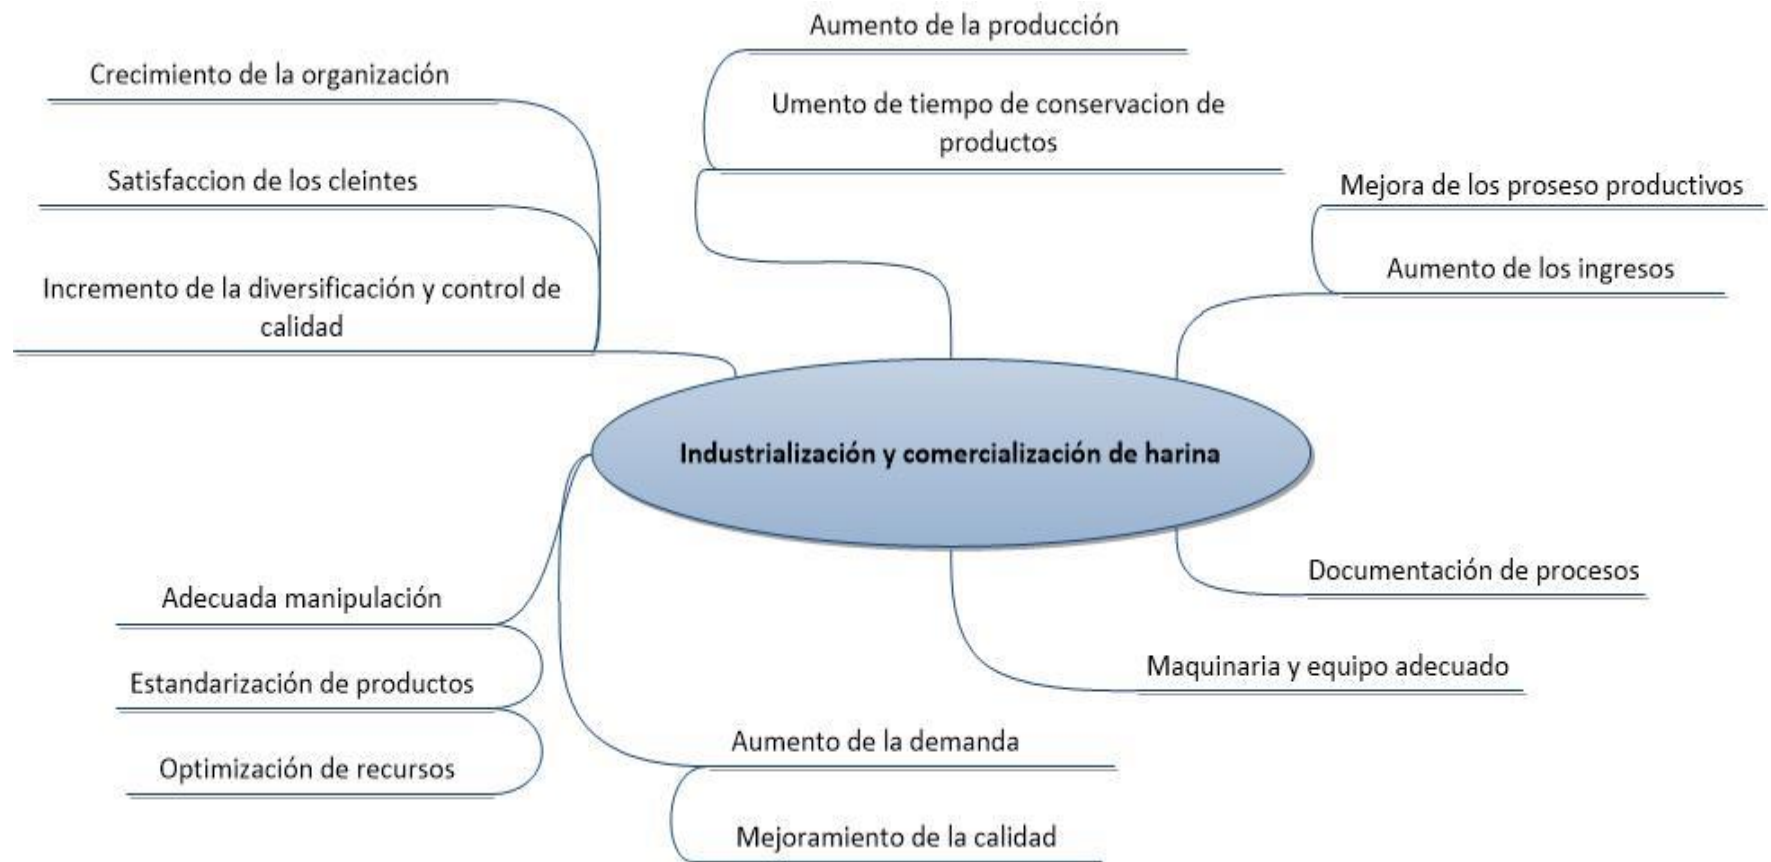 Aumento de la producción
Crecimiento de la organización
Umento de tiempo de conservacion de
productos
Satisfaccion de los cleintes
Mejora de los proseso productivos
Incremento de la diversificación y control de
calidad
Aumento de los ingresos
Industrialización y comercialización de harina
Documentación de procesos
Adecuada manipulación
Maquinaria y equipo adecuado
Estandarización de productos
Aumento de la demanda
Optimización de recursos
Mejoramiento de la calidad